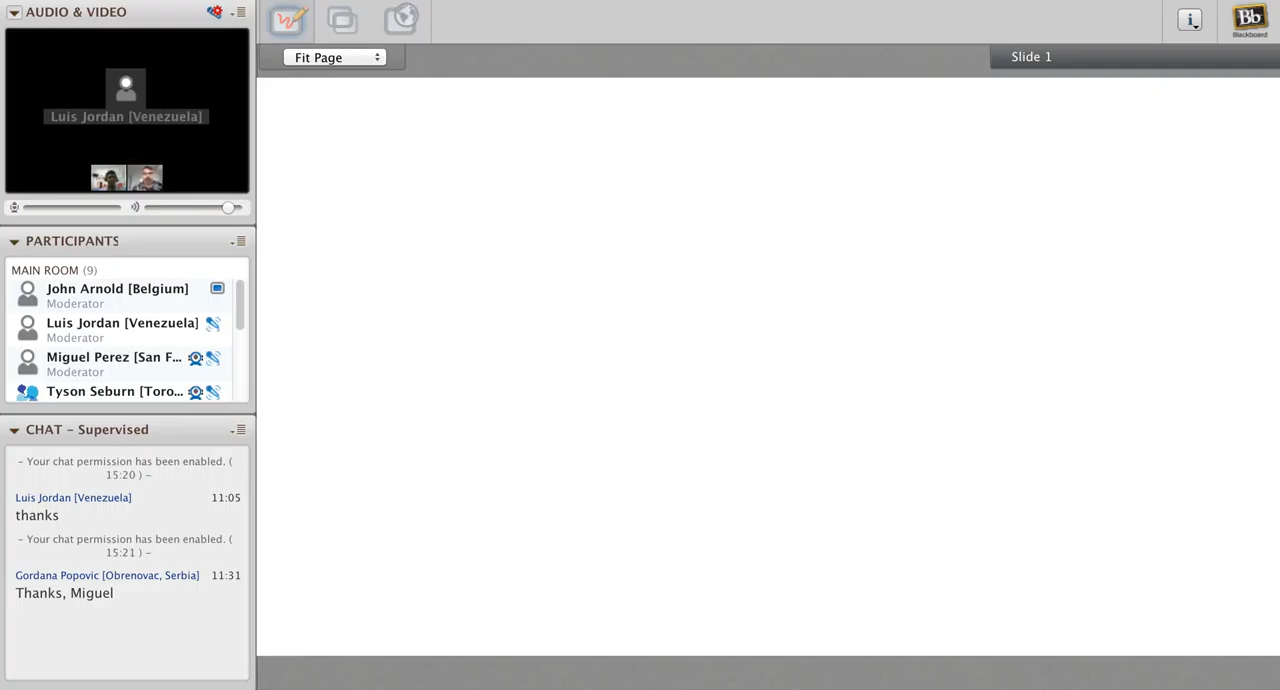 AUDIO & VIDEO
Luis Jordan [Venezuela]
PARTICIPANTS
MAIN ROOM (9)
John Arnold [Belgium]
Moderator
Luis Jordan [Venezuela]
Moderator
Miguel Perez [San F...
Moderator
Tyson Seburn [Toro...
CHAT – Supervised
– Your chat permission has been enabled. (
15:20 ) –
Luis Jordan [Venezuela] 11:05
thanks
– Your chat permission has been enabled. (
15:21 ) –
Gordana Popovic [Obrenovac, Serbia] 11:31
Thanks, Miguel
Fit Page
Slide 1
i
Bb
Blackboard